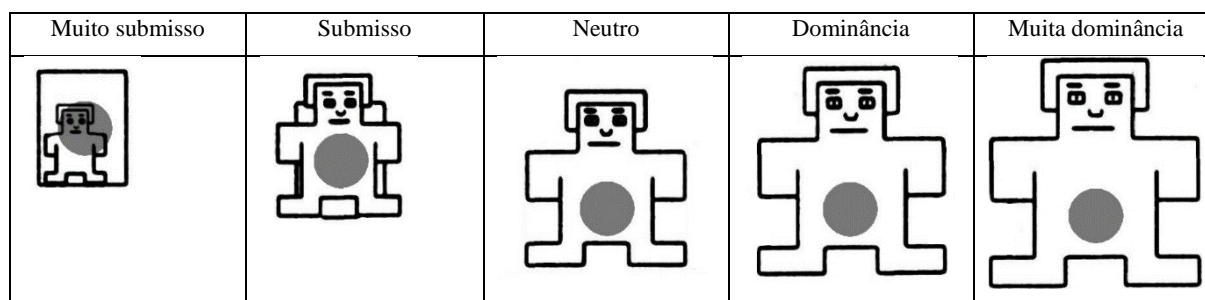 Muito submisso
Submisso
Neutro
Dominância
Muita dominância